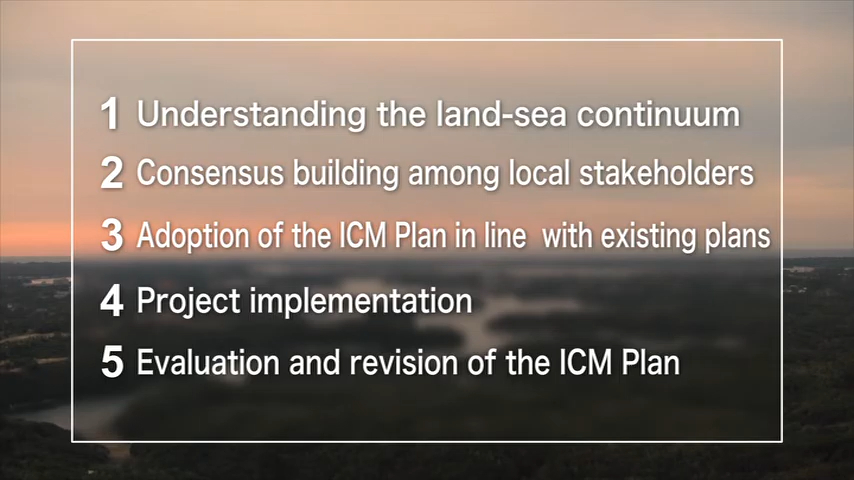 1 Understanding the land-sea continuum
2 Consensus building among local stakeholders
3 Adoption of the ICM Plan in line with existing plans
4 Project implementation
5 Evaluation and revision of the ICM Plan